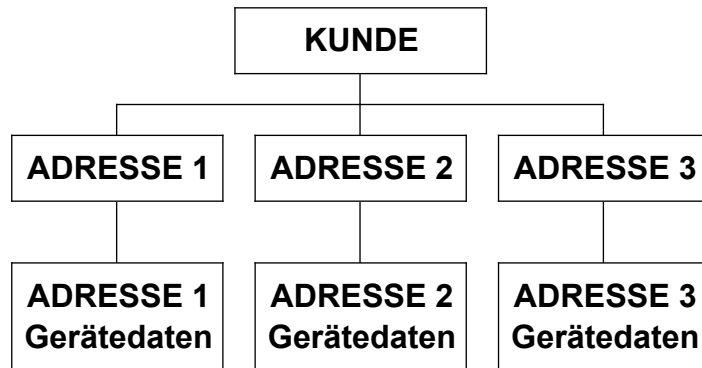 KUNDE
ADRESSE 1
ADRESSE 2
ADRESSE 3
ADRESSE 1
Gerätedaten
ADRESSE 2
Gerätedaten
ADRESSE 3
Gerätedaten